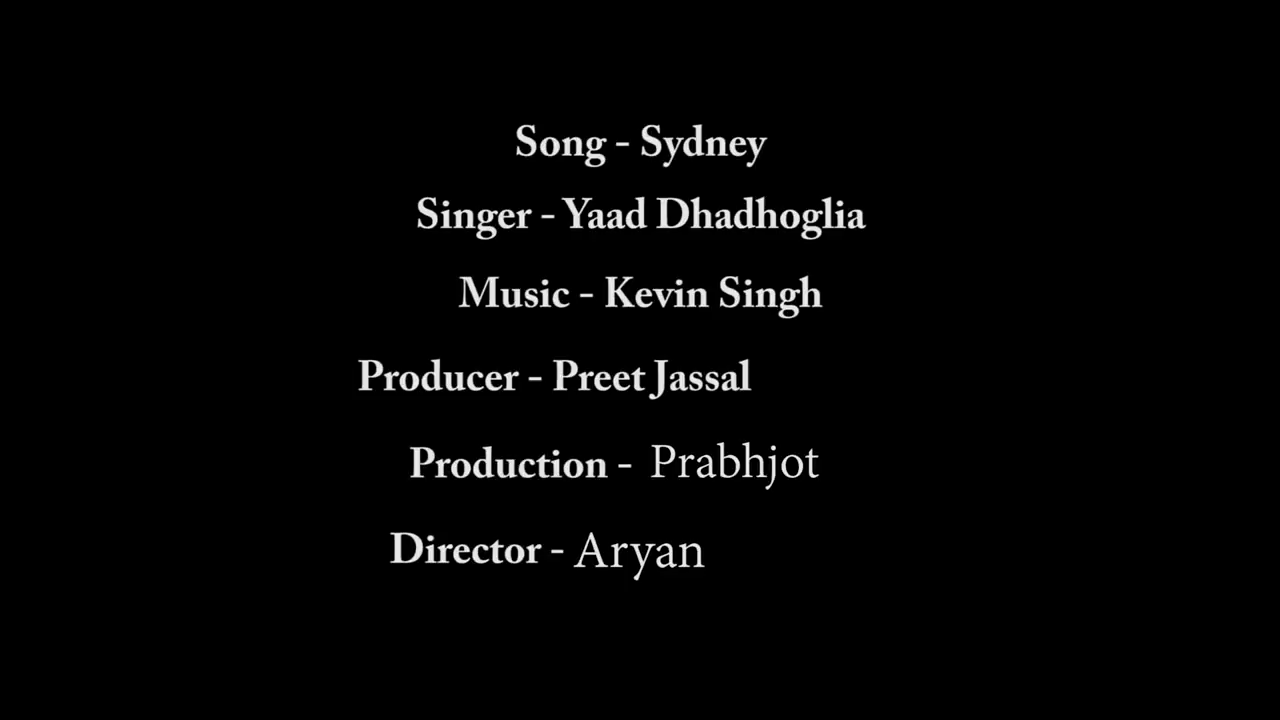 Song - Sydney
Singer - Yaad Dhadhoglia
Music - Kevin Singh
Producer - Preet Jassal
Production - Prabhjot
Director - Aryan